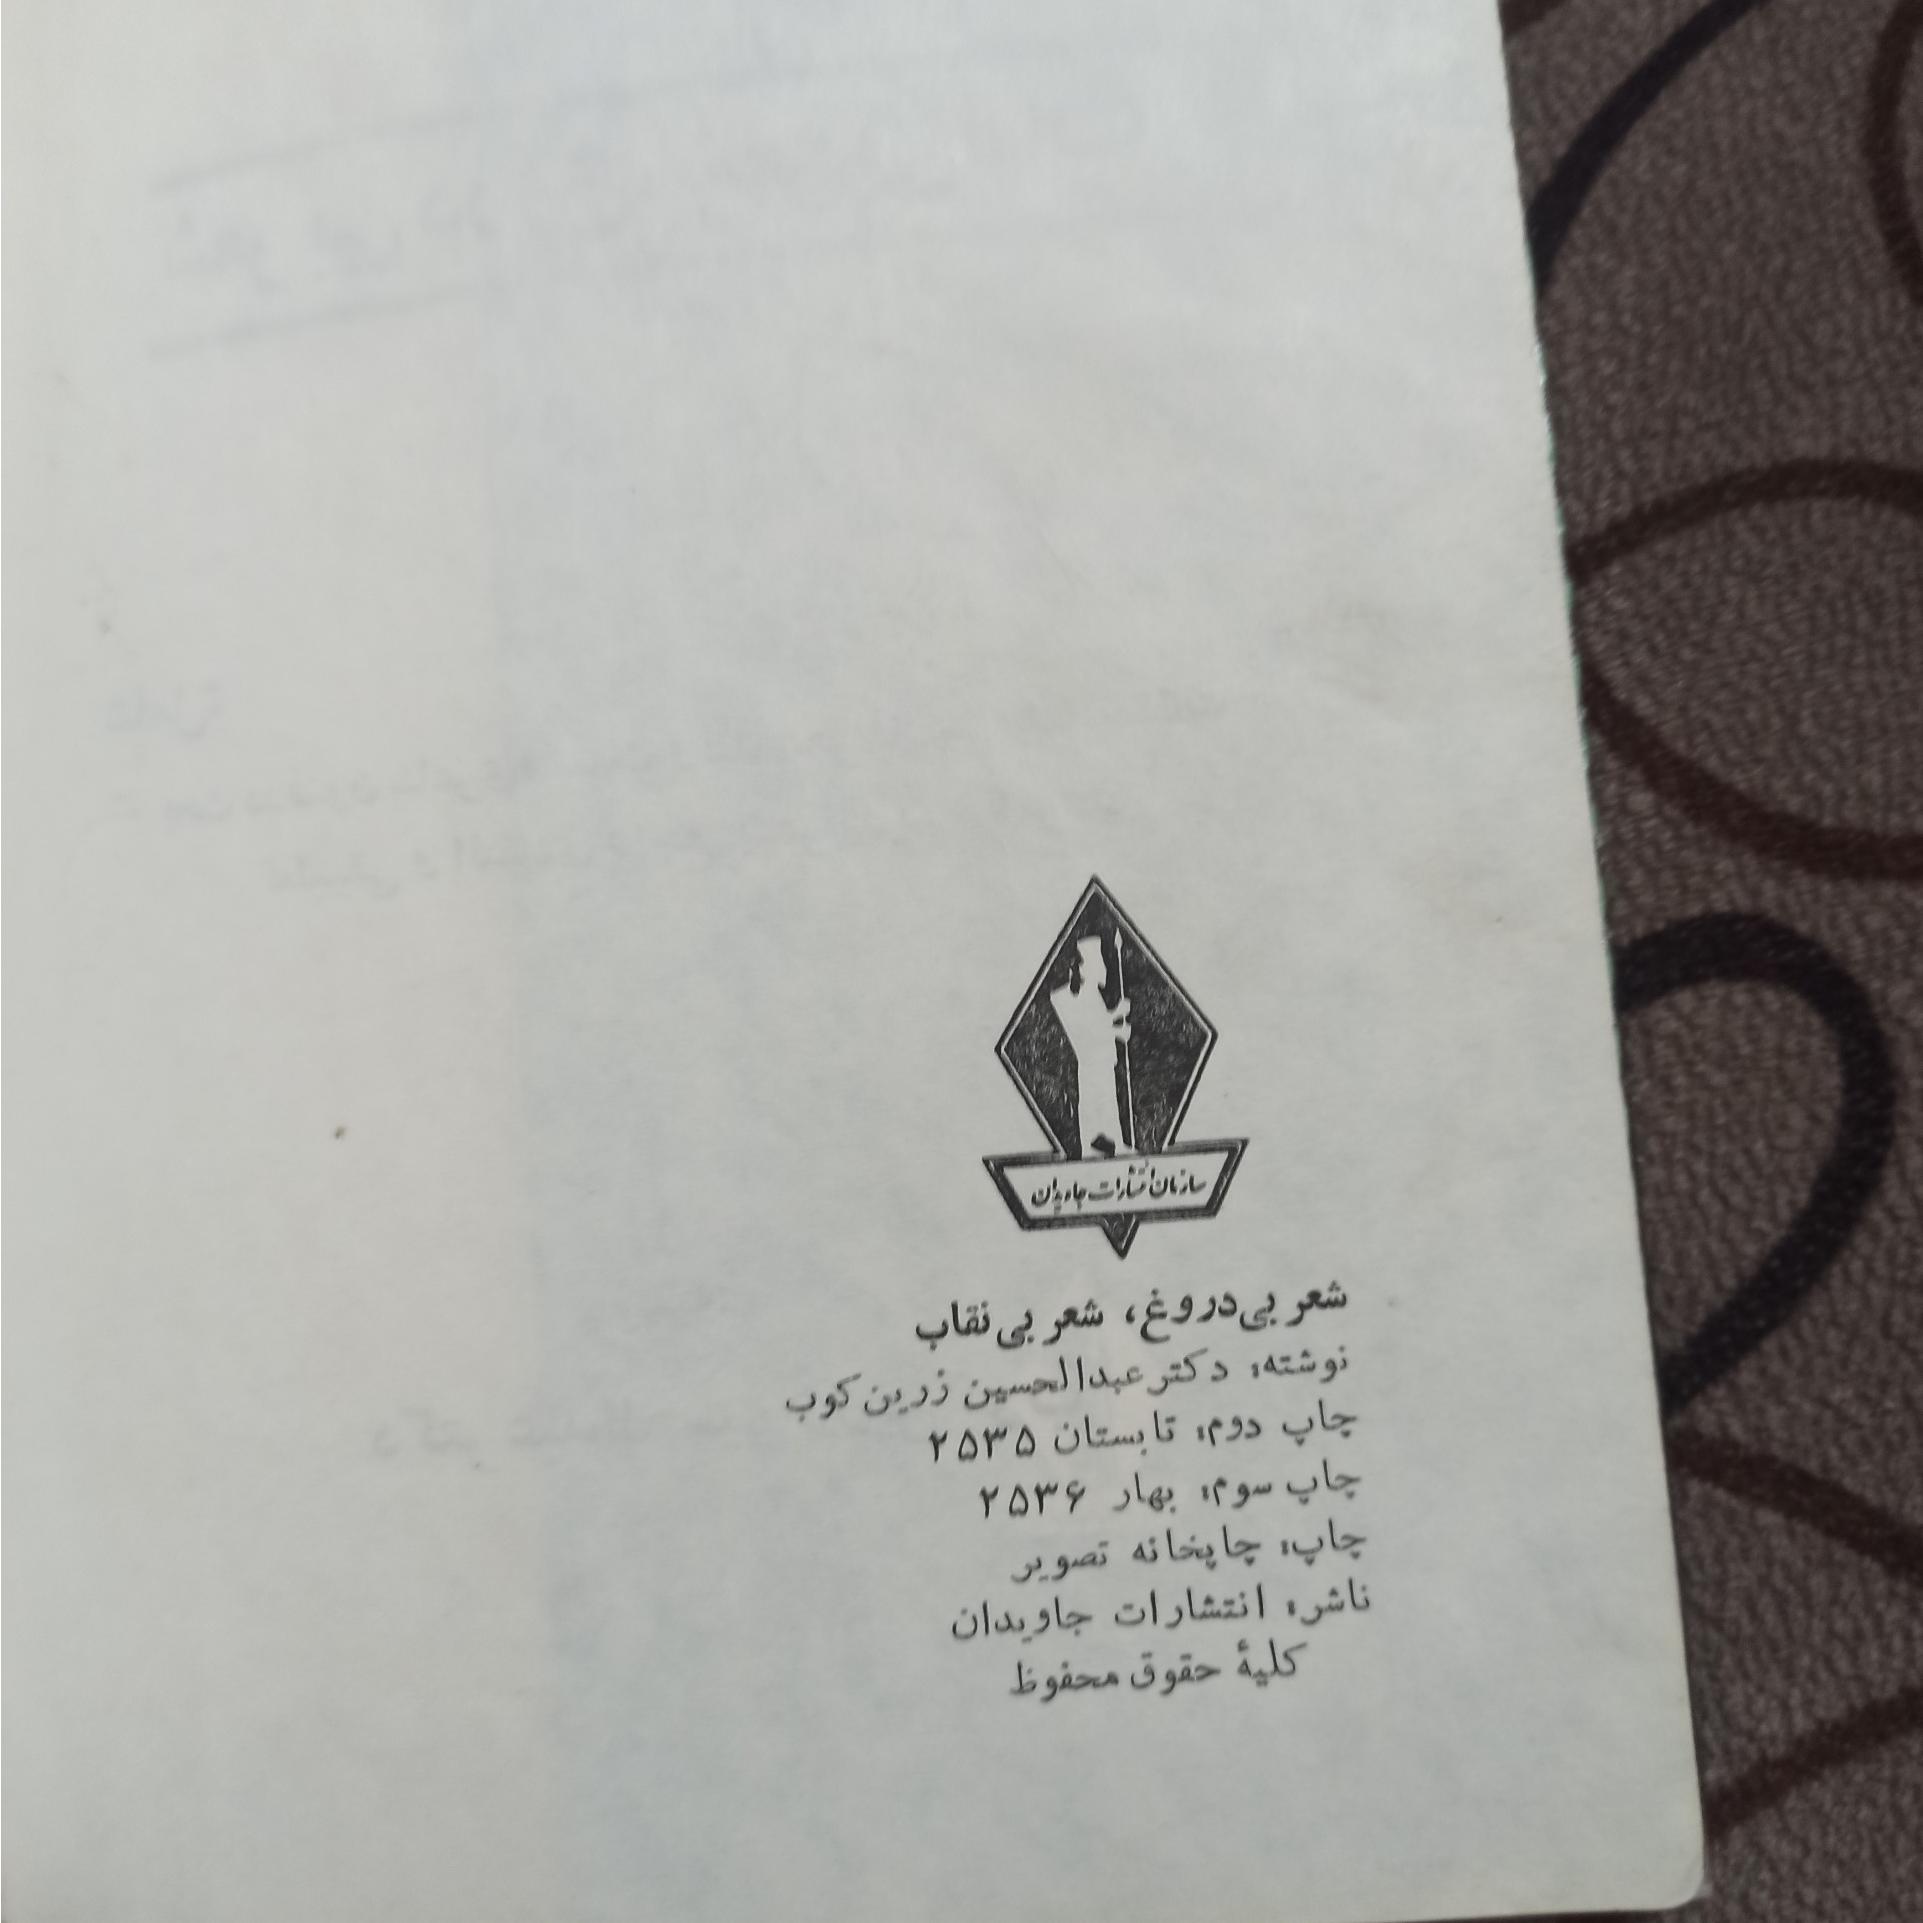 سازمان انتشارات جاویدان
شعر بی‌دروغ، شعر بی‌نقاب
نوشته: دکتر عبدالحسین زرین‌کوب
چاپ دوم: تابستان ۲۵۳۵
چاپ سوم: بهار ۲۵۳۶
چاپ: چاپخانه تصویر
ناشر: انتشارات جاویدان
کلیهٔ حقوق محفوظ